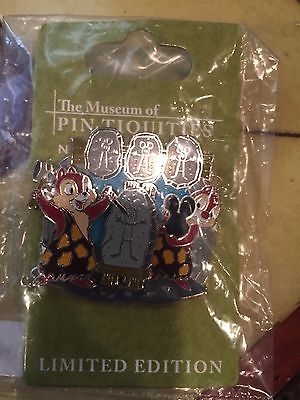 The Museum of
PIN-TIQUITIES
N
LIMITED EDITION